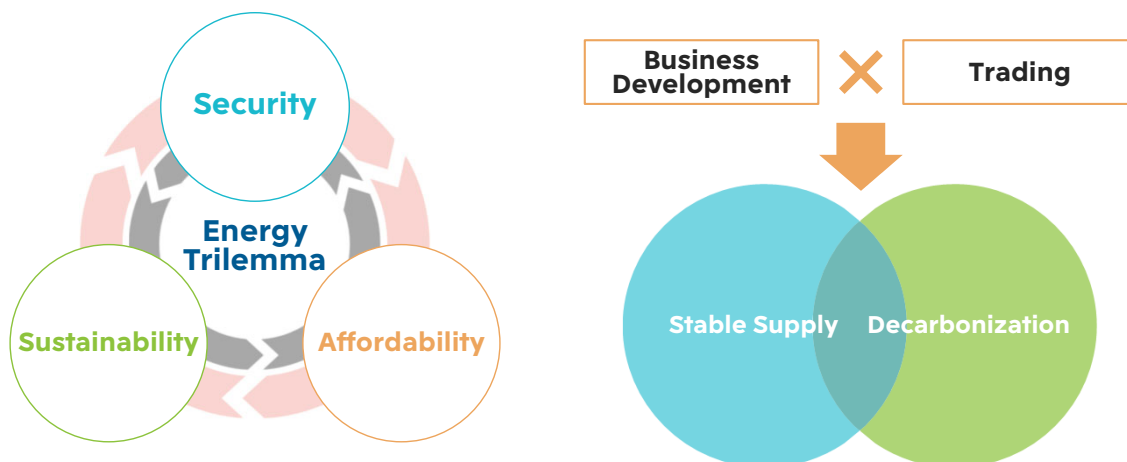 Security
Energy
Trilemma
Sustainability
Affordability
Business
Development
Trading
Stable Supply
Decarbonization